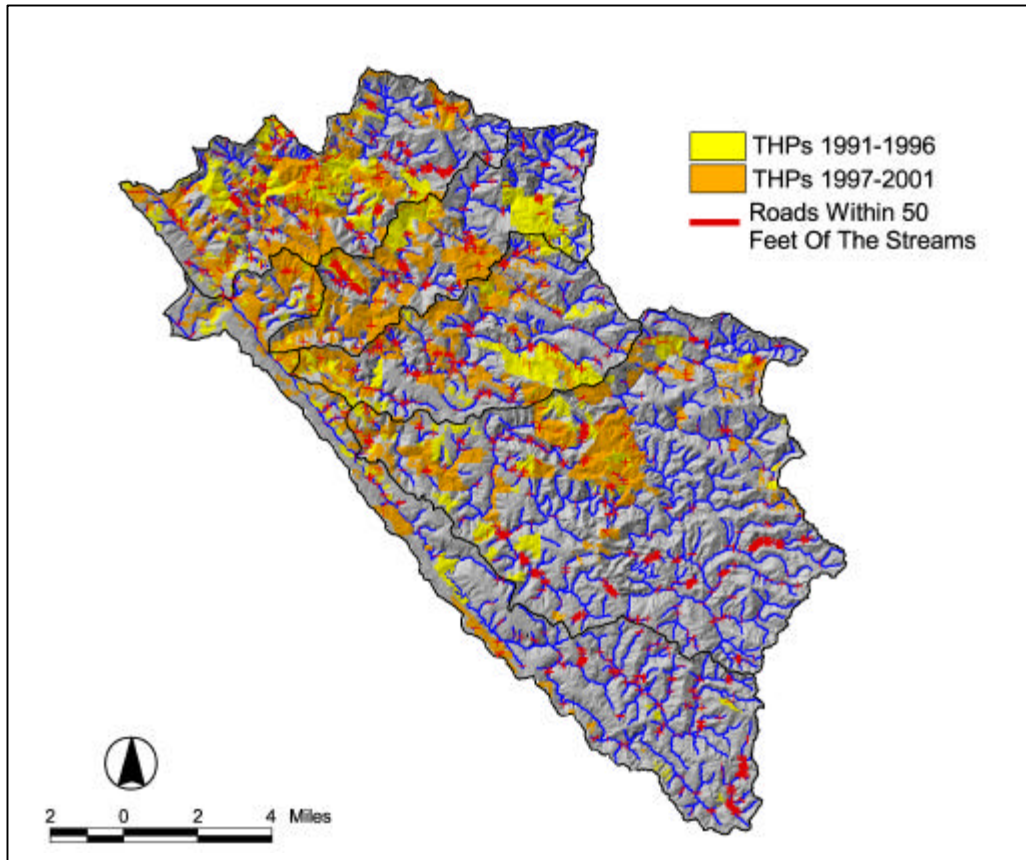 THPs 1991-1996
THPs 1997-2001
Roads Within 50
Feet Of The Streams
2 0 2 4 Miles